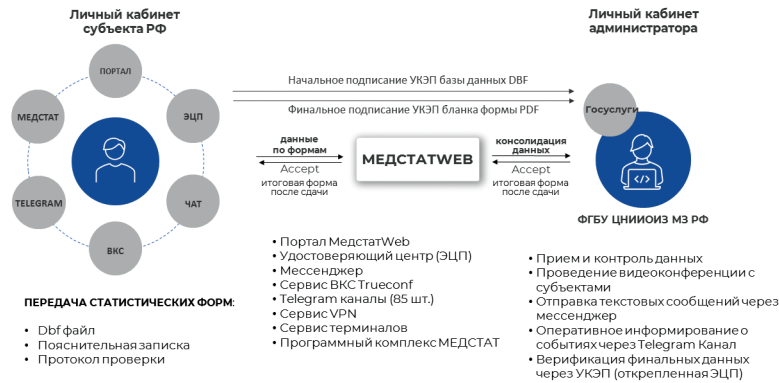 Личный кабинет
субъекта РФ
ПОРТАЛ
МЕДСТАТ
ЭЦП
TELEGRAM
ЧАТ
ВКС
Начальное подписание УКЭП базы данных DBF
Финальное подписание УКЭП бланка формы PDF
данные
по формам
Accept
итоговая форма
после сдачи
МЕДСТАТWEB
консолидация
данных
Accept
итоговая форма
после сдачи
Личный кабинет
администратора
Госуслуги
ФГБУ ЦНИИОИЗ МЗ РФ
ПЕРЕДАЧА СТАТИСТИЧЕСКИХ ФОРМ:
• Dbf файл
• Пояснительная записка
• Протокол проверки
• Портал МедстатWeb
• Удостоверяющий центр (ЭЦП)
• Мессенджер
• Сервис ВКС Trueconf
• Telegram каналы (85 шт.)
• Сервис VPN
• Сервис терминалов
• Программный комплекс МЕДСТАТ
• Прием и контроль данных
• Проведение видеоконференции с
субъектами
• Отправка текстовых сообщений через
мессенджер
• Оперативное информирование о
событиях через Telegram Канал
• Верификация финальных данных
через УКЭП (открепленная ЭЦП)